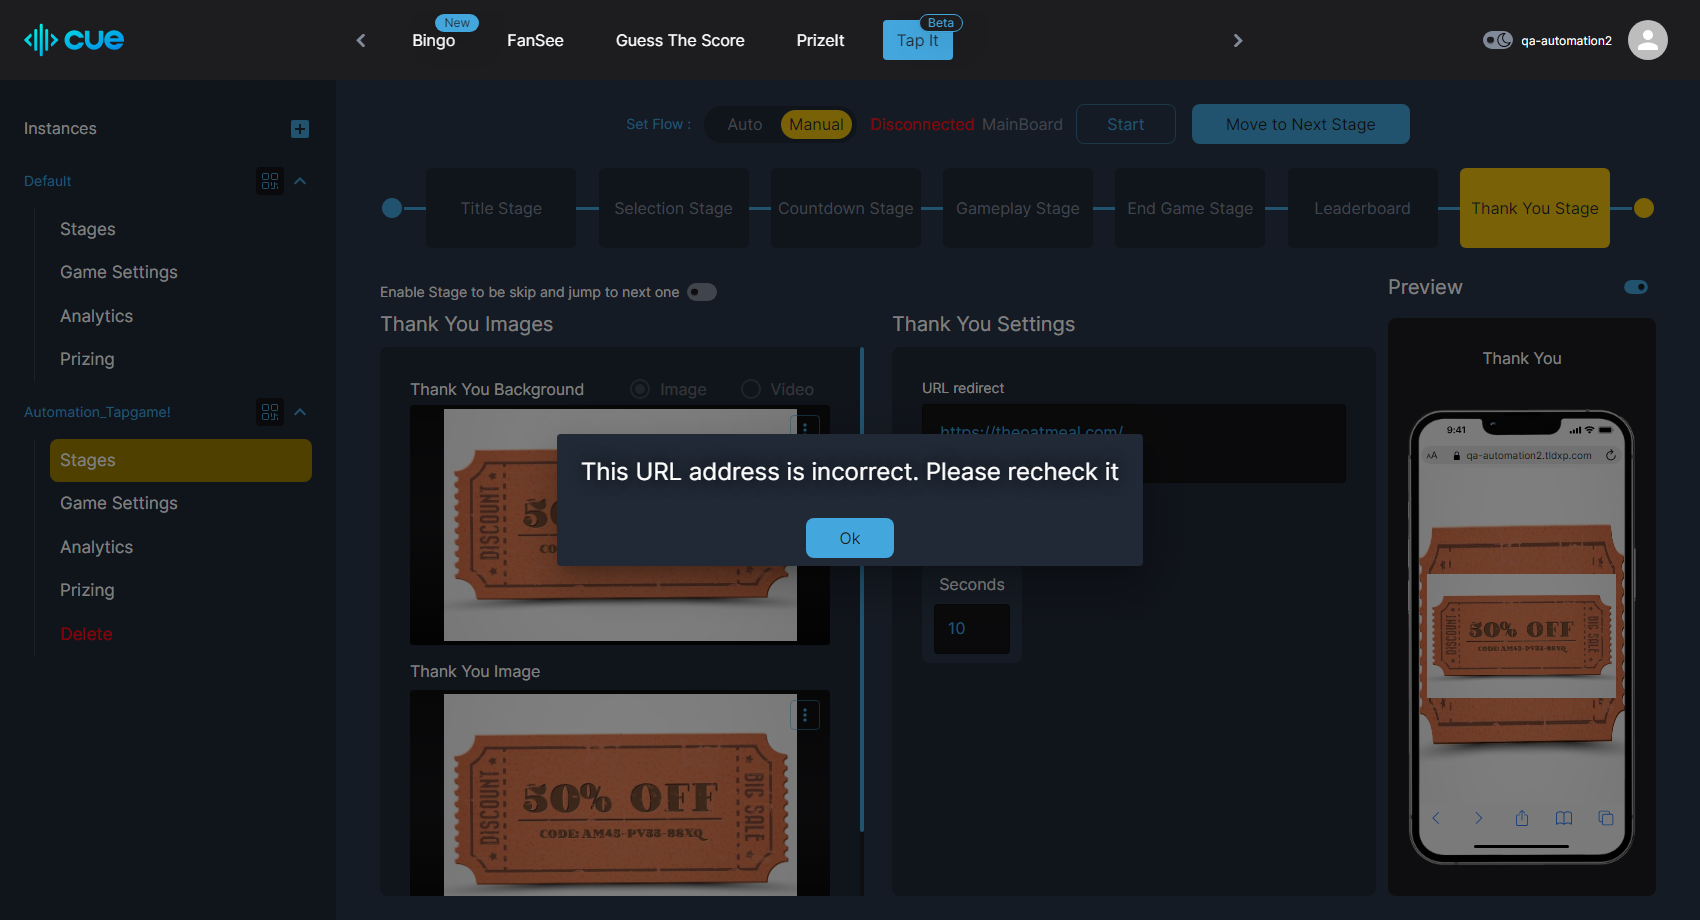 cue
New
Bingo
FanSee
Guess The Score
PrizeIt
Beta
Tap It
qa-automation2
Instances
Default
Stages
Game Settings
Analytics
Prizing
Automation_Tapgame!
Stages
Game Settings
Analytics
Prizing
Delete
Set Flow :
Auto
Manual
Disconnected MainBoard
Start
Move to Next Stage
Title Stage
Selection Stage
Countdown Stage
Gameplay Stage
End Game Stage
Leaderboard
Thank You Stage
Enable Stage to be skip and jump to next one
Thank You Images
Thank You Background
Image
Video
DISCOUNT
Thank You Image
DISCOUNT
50% OFF
CODE: AM45-PV33-88XQ
BIG SALE
Thank You Settings
URL redirect
https://theoatmeal.com/
This URL address is incorrect. Please recheck it
Ok
Seconds
10
Preview
Thank You
9:41
AA
qa-automation2.tldxp.com
DISCOUNT
50% OFF
CODE: AM45-PV33-88XQ
BIG SALE